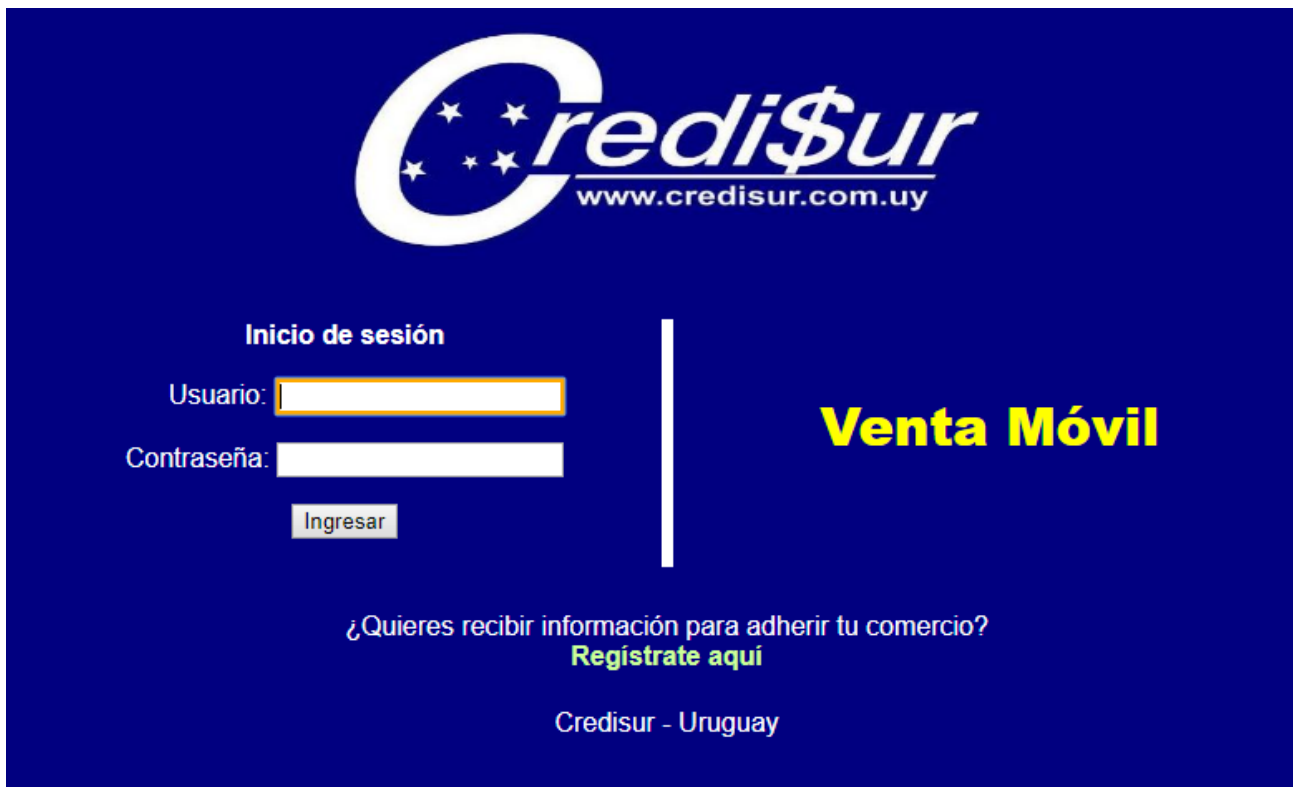 Credi$ur
www.credisur.com.uy
Inicio de sesión
Usuario:
Contraseña:
Ingresar
Venta Móvil
¿Quieres recibir información para adherir tu comercio?
Regístrate aquí
Credisur - Uruguay